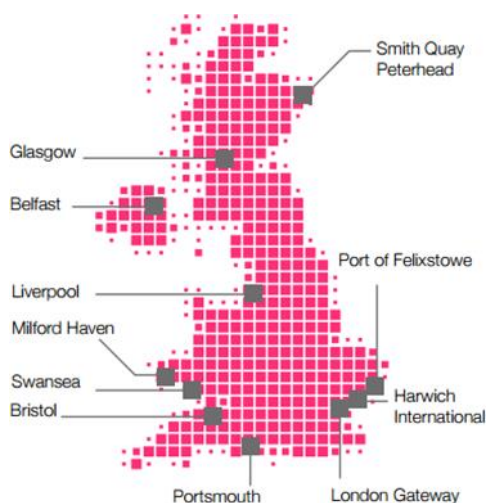 Smith Quay
Peterhead
Glasgow
Belfast
Port of Felixstowe
Liverpool
Milford Haven
Swansea
Harwich
International
Bristol
Portsmouth
London Gateway